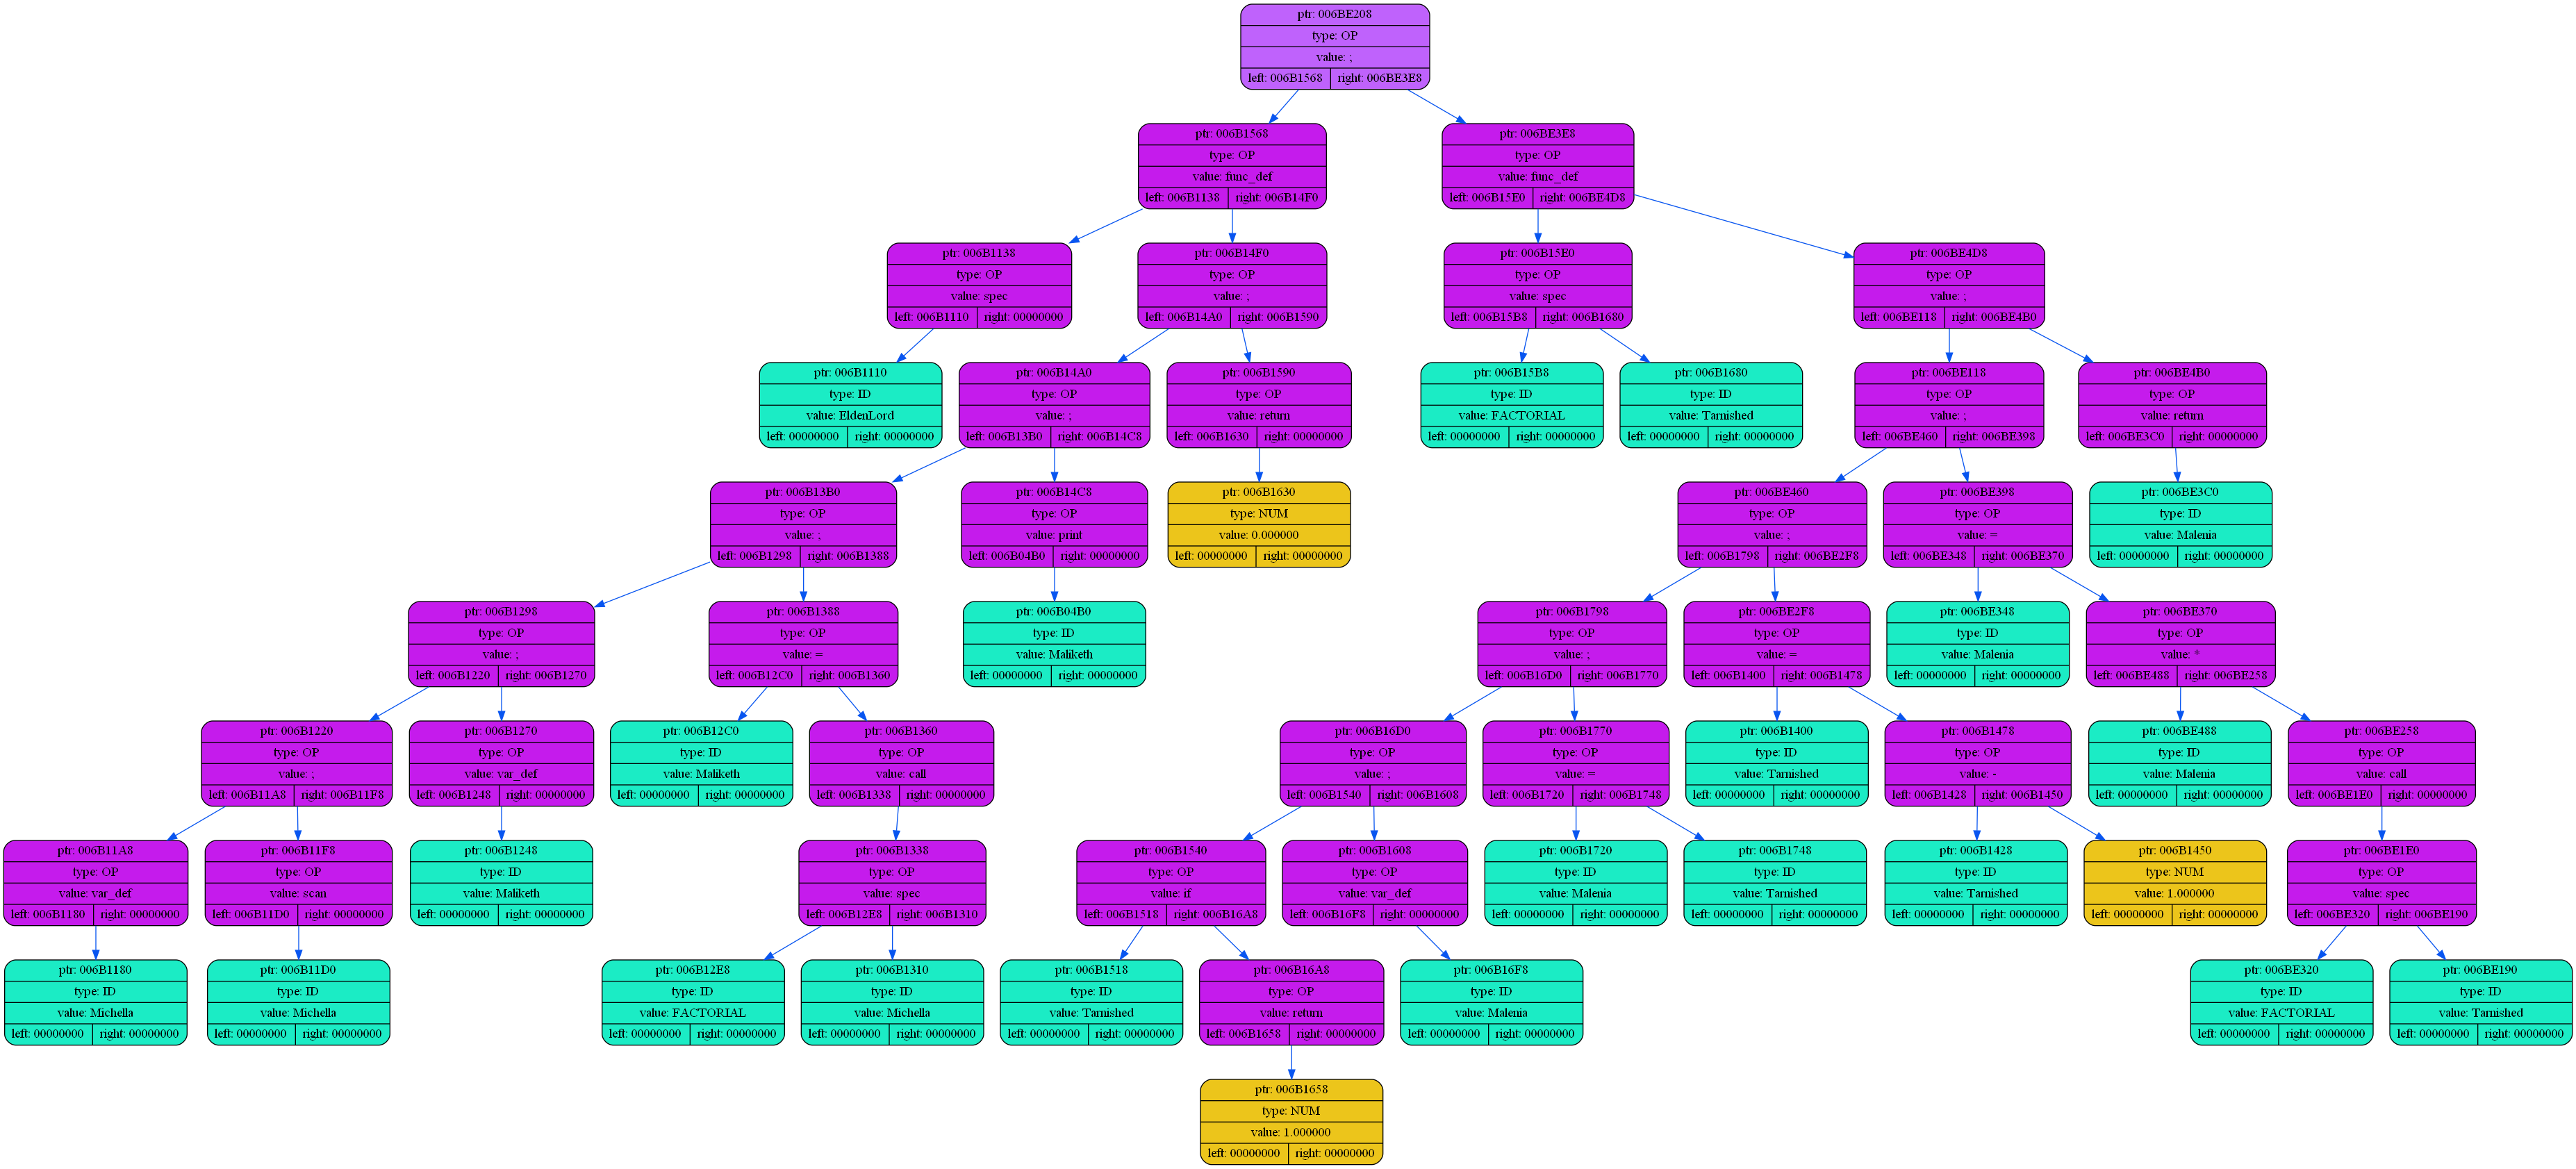 ptr: 006BE208
type: OP
value: ;
left: 006B1568 right: 006BE3E8
ptr: 006B1568
type: OP
value: func_def
left: 006B1138 right: 006B14F0
ptr: 006BE3E8
type: OP
value: func_def
left: 006B15E0 right: 006BE4D8
ptr: 006B1138
type: OP
value: spec
left: 006B1110 right: 00000000
ptr: 006B14F0
type: OP
value: ;
left: 006B14A0 right: 006B1590
ptr: 006B15E0
type: OP
value: spec
left: 006B15B8 right: 006B1680
ptr: 006BE4D8
type: OP
value: ;
left: 006BE118 right: 006BE4B0
ptr: 006B1110
type: ID
value: EldenLord
left: 00000000 right: 00000000
ptr: 006B14A0
type: OP
value: ;
left: 006B13B0 right: 006B14C8
ptr: 006B1590
type: OP
value: return
left: 006B1630 right: 00000000
ptr: 006B15B8
type: ID
value: FACTORIAL
left: 00000000 right: 00000000
ptr: 006B1680
type: ID
value: Tarnished
left: 00000000 right: 00000000
ptr: 006BE118
type: OP
value: ;
left: 006BE460 right: 006BE398
ptr: 006BE4B0
type: OP
value: return
left: 006BE3C0 right: 00000000
ptr: 006B13B0
type: OP
value: ;
left: 006B1298 right: 006B1388
ptr: 006B14C8
type: OP
value: print
left: 006B04B0 right: 00000000
ptr: 006B1630
type: NUM
value: 0.000000
left: 00000000 right: 00000000
ptr: 006BE460
type: OP
value: ;
left: 006B1798 right: 006BE2F8
ptr: 006BE398
type: OP
value: =
left: 006BE348 right: 006BE370
ptr: 006BE3C0
type: ID
value: Malenia
left: 00000000 right: 00000000
ptr: 006B1298
type: OP
value: ;
left: 006B1220 right: 006B1270
ptr: 006B1388
type: OP
value: =
left: 006B12C0 right: 006B1360
ptr: 006B04B0
type: ID
value: Maliketh
left: 00000000 right: 00000000
ptr: 006B1798
type: OP
value: ;
left: 006B16D0 right: 006B1770
ptr: 006BE2F8
type: OP
value: =
left: 006B1400 right: 006B1478
ptr: 006BE348
type: ID
value: Malenia
left: 00000000 right: 00000000
ptr: 006BE370
type: OP
value: *
left: 006BE488 right: 006BE258
ptr: 006B1220
type: OP
value: ;
left: 006B11A8 right: 006B11F8
ptr: 006B1270
type: OP
value: var_def
left: 006B1248 right: 00000000
ptr: 006B12C0
type: ID
value: Maliketh
left: 00000000 right: 00000000
ptr: 006B1360
type: OP
value: call
left: 006B1338 right: 00000000
ptr: 006B16D0
type: OP
value: ;
left: 006B1540 right: 006B1608
ptr: 006B1770
type: OP
value: =
left: 006B1720 right: 006B1748
ptr: 006B1400
type: ID
value: Tarnished
left: 00000000 right: 00000000
ptr: 006B1478
type: OP
value: -
left: 006B1428 right: 006B1450
ptr: 006BE488
type: ID
value: Malenia
left: 00000000 right: 00000000
ptr: 006BE258
type: OP
value: call
left: 006BE1E0 right: 00000000
ptr: 006B11A8
type: OP
value: var_def
left: 006B1180 right: 00000000
ptr: 006B11F8
type: OP
value: scan
left: 006B11D0 right: 00000000
ptr: 006B1248
type: ID
value: Maliketh
left: 00000000 right: 00000000
ptr: 006B1338
type: OP
value: spec
left: 006B12E8 right: 006B1310
ptr: 006B1540
type: OP
value: if
left: 006B1518 right: 006B16A8
ptr: 006B1608
type: OP
value: var_def
left: 006B16F8 right: 00000000
ptr: 006B1720
type: ID
value: Malenia
left: 00000000 right: 00000000
ptr: 006B1748
type: ID
value: Tarnished
left: 00000000 right: 00000000
ptr: 006B1428
type: ID
value: Tarnished
left: 00000000 right: 00000000
ptr: 006B1450
type: NUM
value: 1.000000
left: 00000000 right: 00000000
ptr: 006BE1E0
type: OP
value: spec
left: 006BE320 right: 006BE190
ptr: 006B1180
type: ID
value: Michella
left: 00000000 right: 00000000
ptr: 006B11D0
type: ID
value: Michella
left: 00000000 right: 00000000
ptr: 006B12E8
type: ID
value: FACTORIAL
left: 00000000 right: 00000000
ptr: 006B1310
type: ID
value: Michella
left: 00000000 right: 00000000
ptr: 006B1518
type: ID
value: Tarnished
left: 00000000 right: 00000000
ptr: 006B16A8
type: OP
value: return
left: 006B1658 right: 00000000
ptr: 006B16F8
type: ID
value: Malenia
left: 00000000 right: 00000000
ptr: 006BE320
type: ID
value: FACTORIAL
left: 00000000 right: 00000000
ptr: 006BE190
type: ID
value: Tarnished
left: 00000000 right: 00000000
ptr: 006B1658
type: NUM
value: 1.000000
left: 00000000 right: 00000000